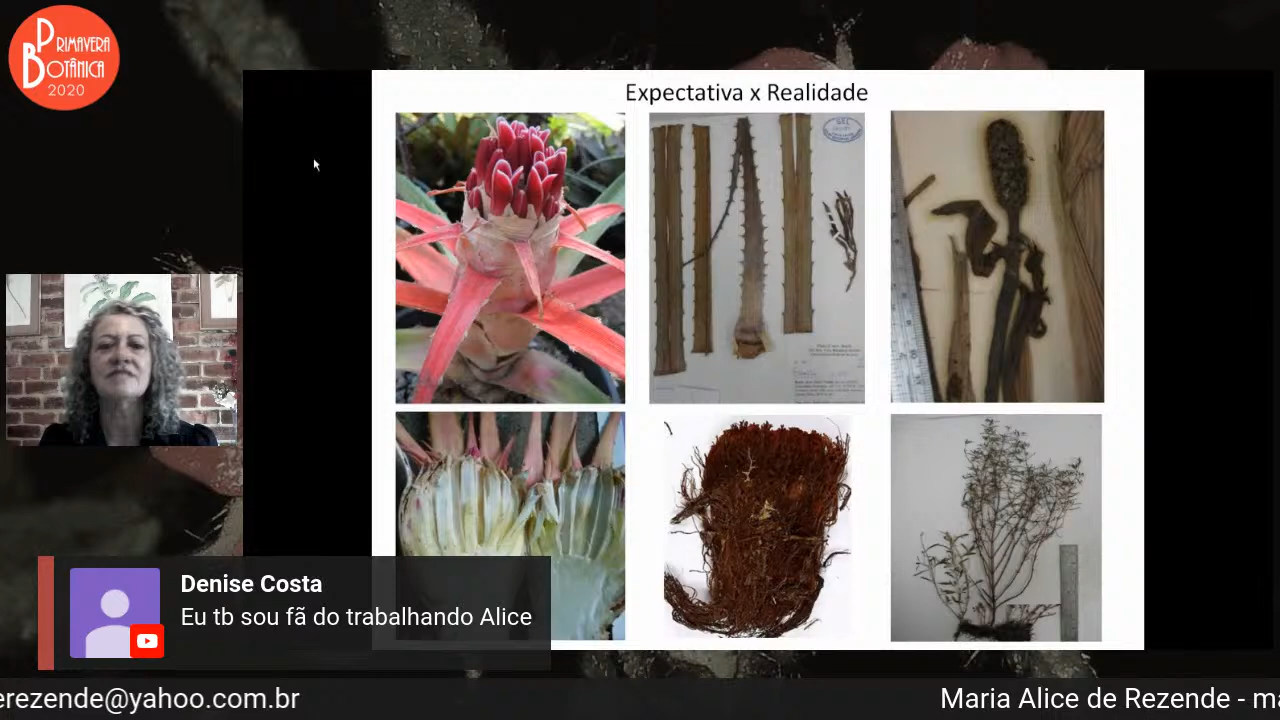 PRIMAVERA
BOTÂNICA
2020
Expectativa x Realidade
Denise Costa
Eu tb sou fã do trabalhando Alice
erezende@yahoo.com.br
Maria Alice de Rezende - ma